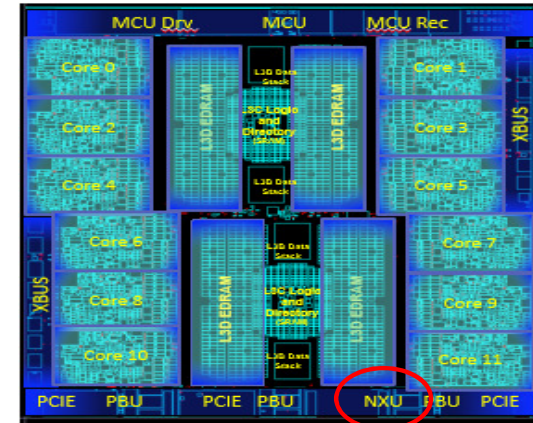 MCU Drv MCU MCU Rec
Core 0
Core 1
Core 2
Core 3
Core 4
Core 5
XBUS
L3D EDRAM
L3D Data
Stack
L3C Logic
and
Directory
(SRAM)
L3D Data
Stack
L3D EDRAM
Core 6
Core 7
Core 8
Core 9
Core 10
Core 11
XBUS
L3D EDRAM
L3D Data
Stack
L3C Logic
and
Directory
(SRAM)
L3D Data
Stack
L3D EDRAM
PCIE PBU PCIE PBU NXU PBU PCIE